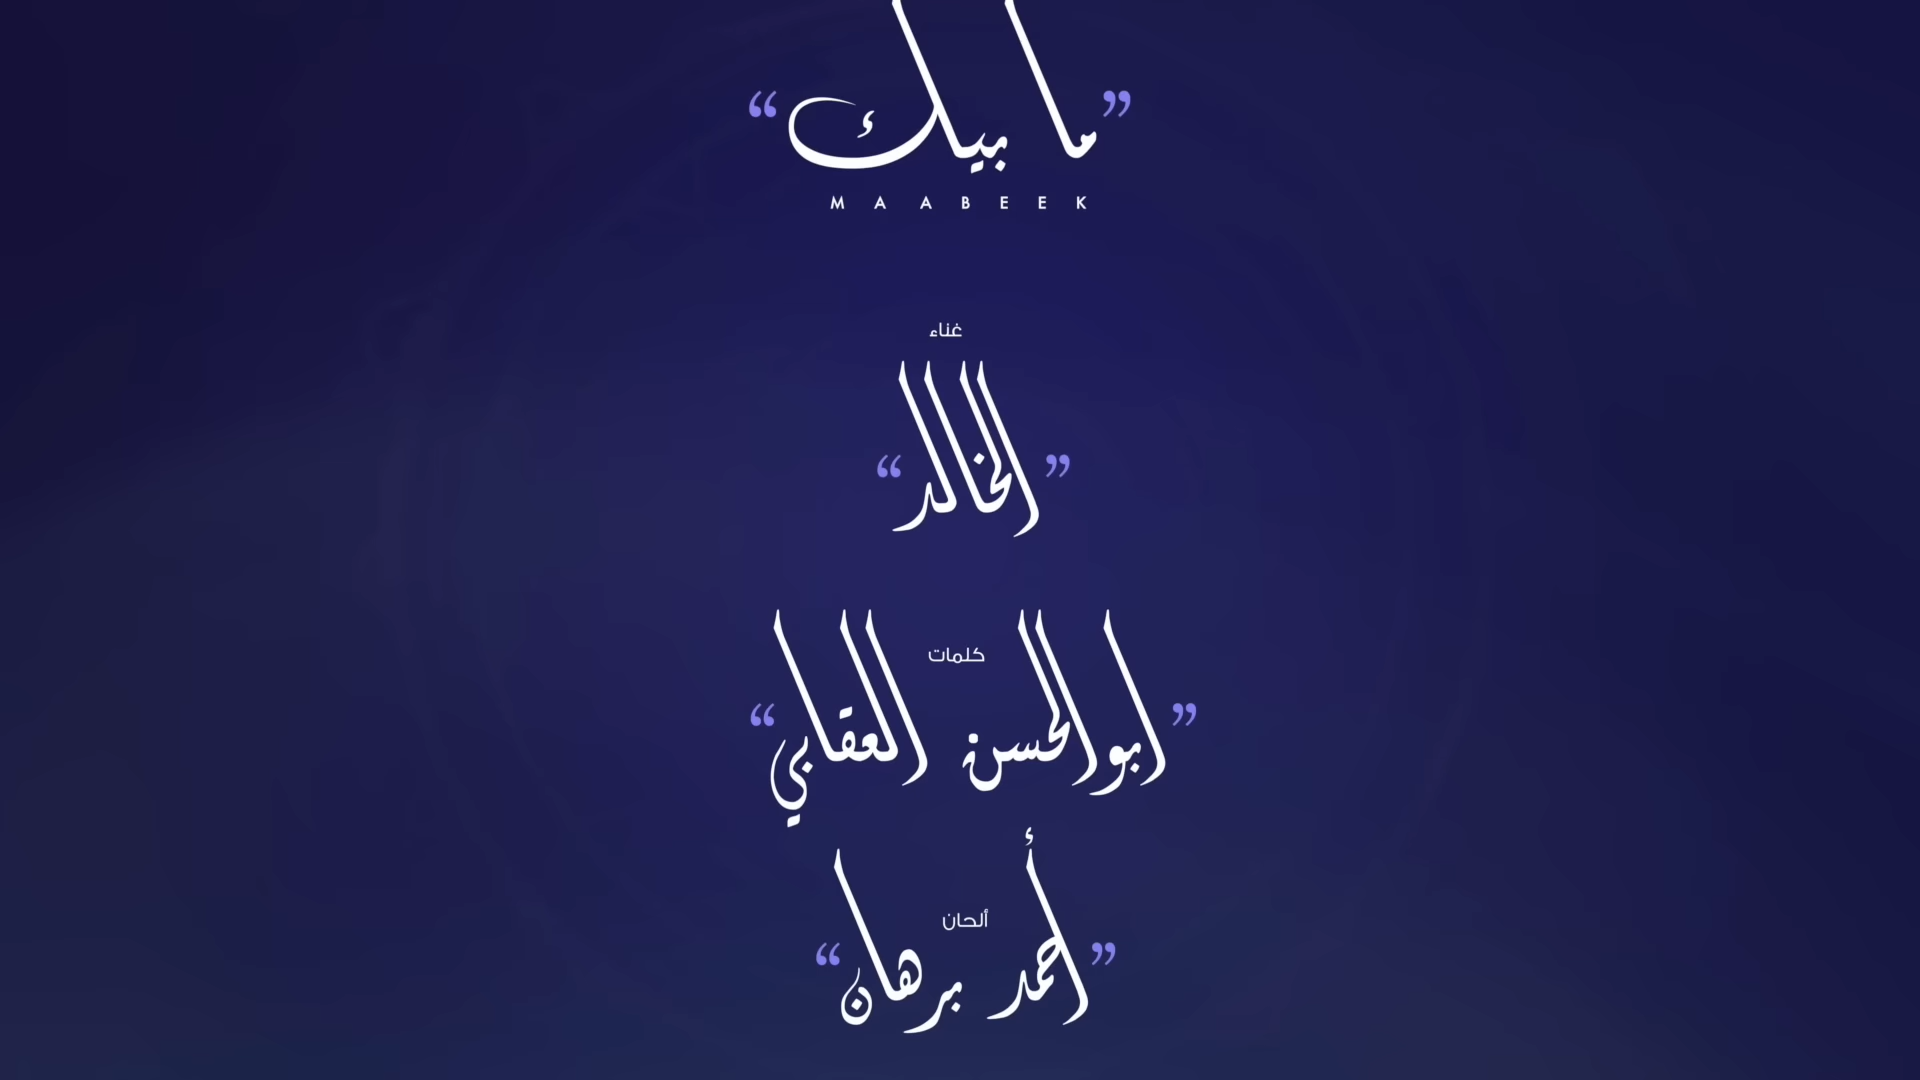 ”ما بيك“
MAABEEK
غناء
”الخالد“
كلمات
”ابوالحسن العقابي“
ألحان
”أحمد برهان“